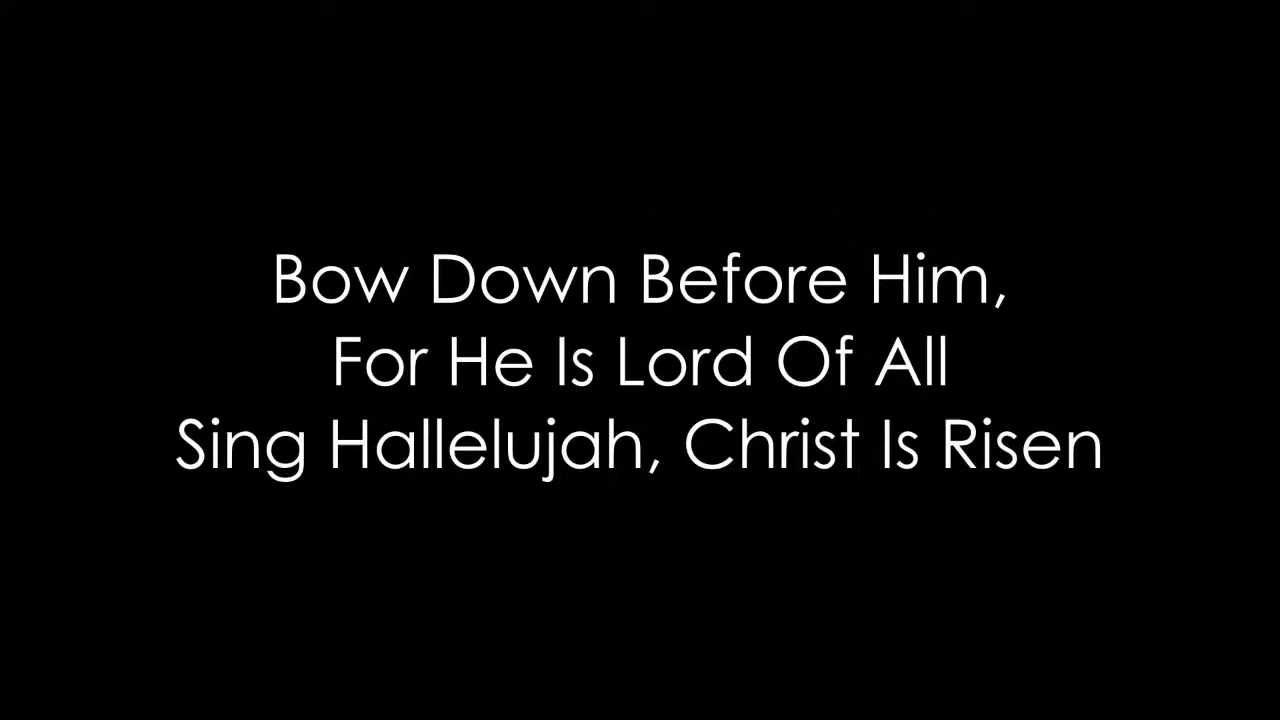 Bow Down Before Him,
For He Is Lord Of All
Sing Hallelujah, Christ Is Risen